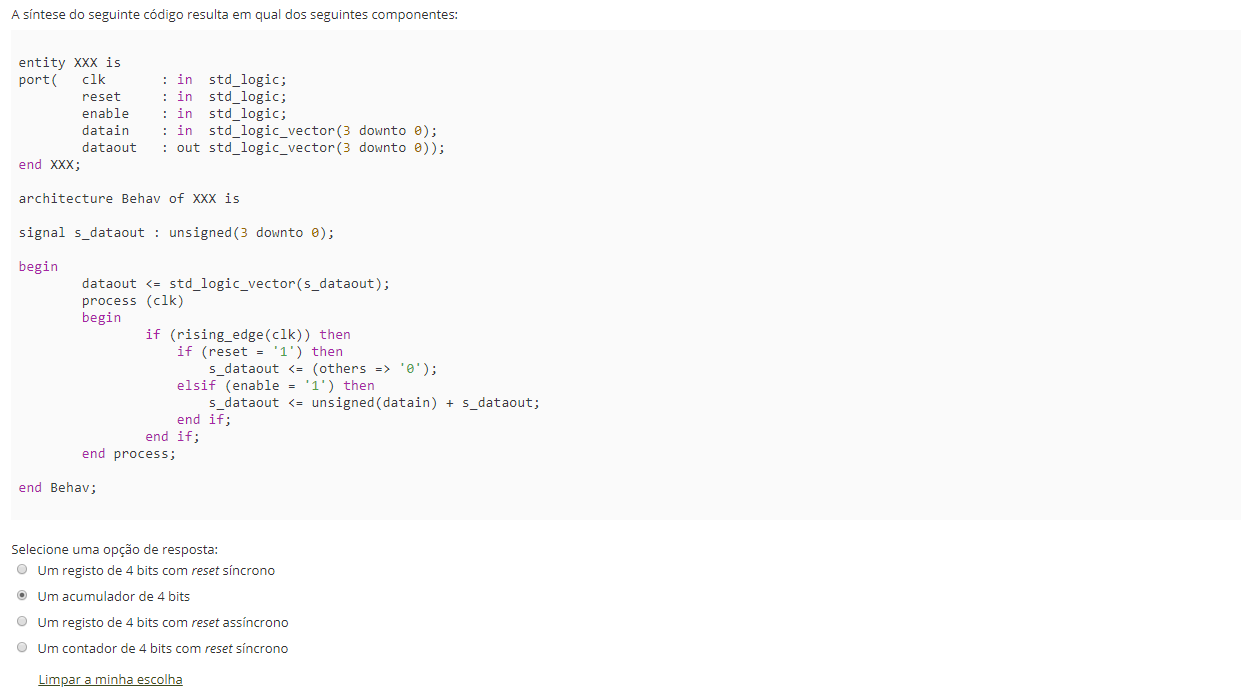 A síntese do seguinte código resulta em qual dos seguintes componentes:
entity XXX is
port(   clk       : in  std_logic;
        reset     : in  std_logic;
        enable    : in  std_logic;
        datain    : in  std_logic_vector(3 downto 0);
        dataout   : out std_logic_vector(3 downto 0));
end XXX;
architecture Behav of XXX is
signal s_dataout : unsigned(3 downto 0);
begin
        dataout <= std_logic_vector(s_dataout);
        process (clk)
        begin
                if (rising_edge(clk)) then
                    if (reset = '1') then
                        s_dataout <= (others => '0');
                    elsif (enable = '1') then
                        s_dataout <= unsigned(datain) + s_dataout;
                    end if;
                end if;
        end process;
end Behav;
Selecione uma opção de resposta:
Um registo de 4 bits com reset síncrono
Um acumulador de 4 bits
Um registo de 4 bits com reset assíncrono
Um contador de 4 bits com reset síncrono
Limpar a minha escolha